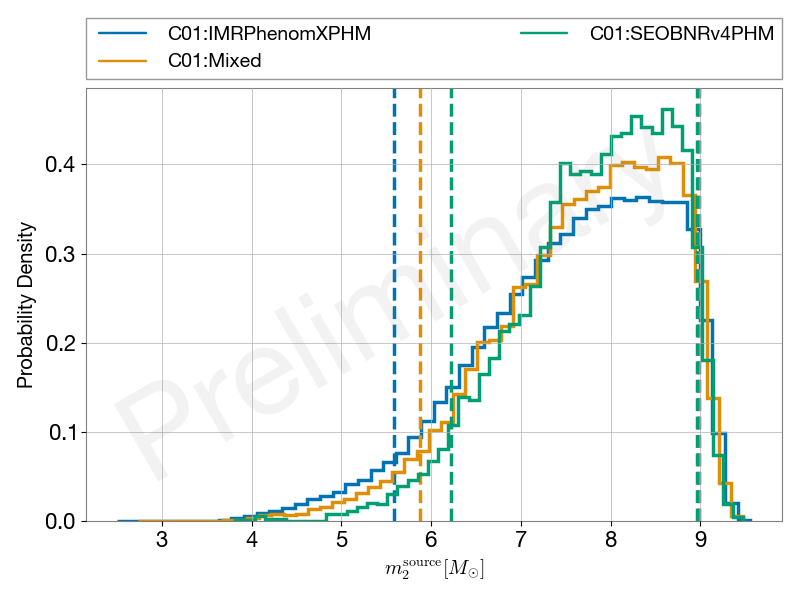 C01:IMRPhenomXPHM
C01:Mixed
C01:SEOBNRv4PHM
Preliminary
Probability Density
0.4
0.3
0.2
0.1
0.0
3 4 5 6 7 8 9
m₂^source [M_⊙]